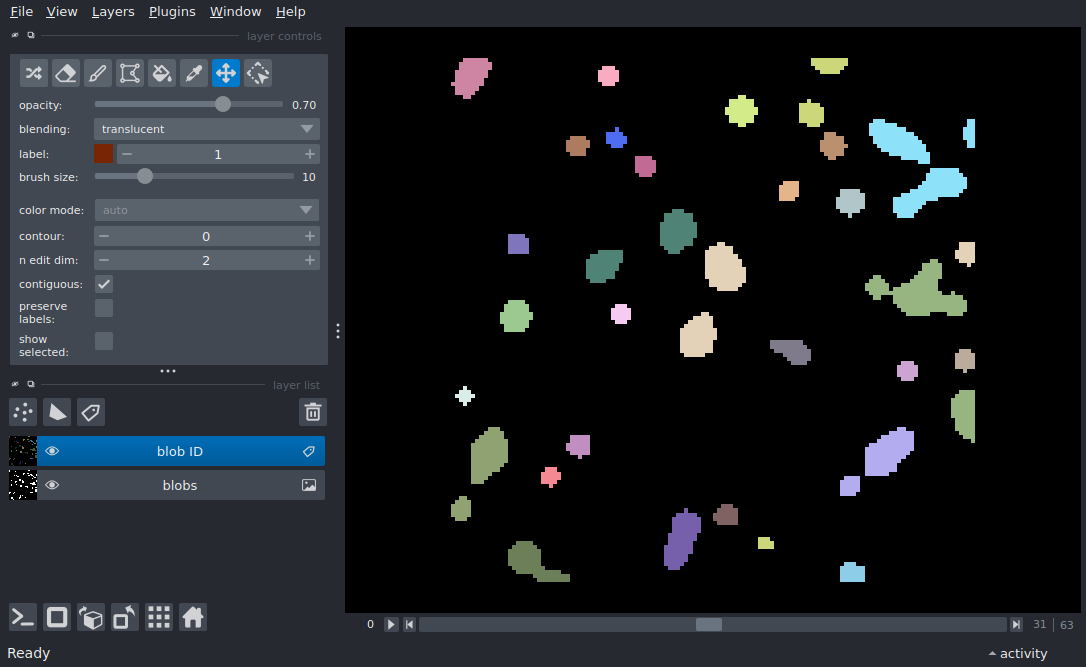 File View Layers Plugins Window Help
layer controls
opacity: 0.70
blending: translucent
label: 1
brush size: 10
color mode: auto
contour: 0
n edit dim: 2
contiguous:
preserve
labels:
show
selected:
layer list
blob ID
blobs
0 31 63
Ready activity